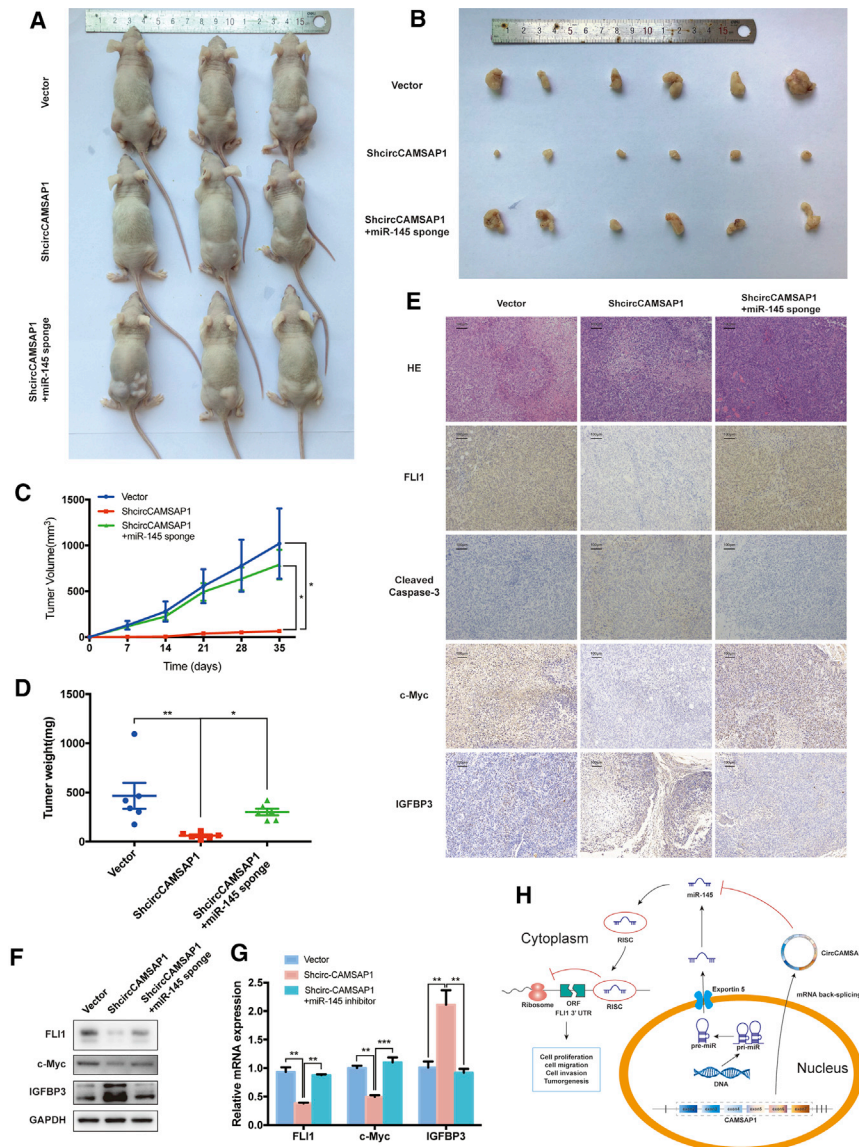 A
Vector
ShcircCAMSAP1
ShcircCAMSAP1
+miR-145 sponge
B
Vector
ShcircCAMSAP1
ShcircCAMSAP1
+miR-145 sponge
C
Tumer Volume(mm3)
1500
1000
500
0
0 7 14 21 28 35
Time (days)
Vector
ShcircCAMSAP1
ShcircCAMSAP1
+miR-145 sponge
*
*
D
Tumer weight(mg)
1500
1000
500
0
** *
Vector
ShcircCAMSAP1
ShcircCAMSAP1
+miR-145 sponge
E
Vector ShcircCAMSAP1 ShcircCAMSAP1
+miR-145 sponge
HE
FLI1
Cleaved
Caspase-3
c-Myc
IGFBP3
F
Vector
ShcircCAMSAP1
ShcircCAMSAP1
+miR-145 sponge
FLI1
c-Myc
IGFBP3
GAPDH
G
Vector
Shcirc-CAMSAP1
Shcirc-CAMSAP1
+miR-145 inhibitor
Relative mRNA expression
2.5
2.0
1.5
1.0
0.5
0
** ** ** *** ** **
FLI1 c-Myc IGFBP3
H
miR-145
RISC
Cytoplasm
CircCAMSA
mRNA back-splicing
Exportin 5
Ribosome
ORF
FLI1 3' UTR
RISC
pre-miR
pri-miR
DNA
Nucleus
Cell proliferation
cell migration
Cell invasion
Tumorgenesis
CAMSAP1